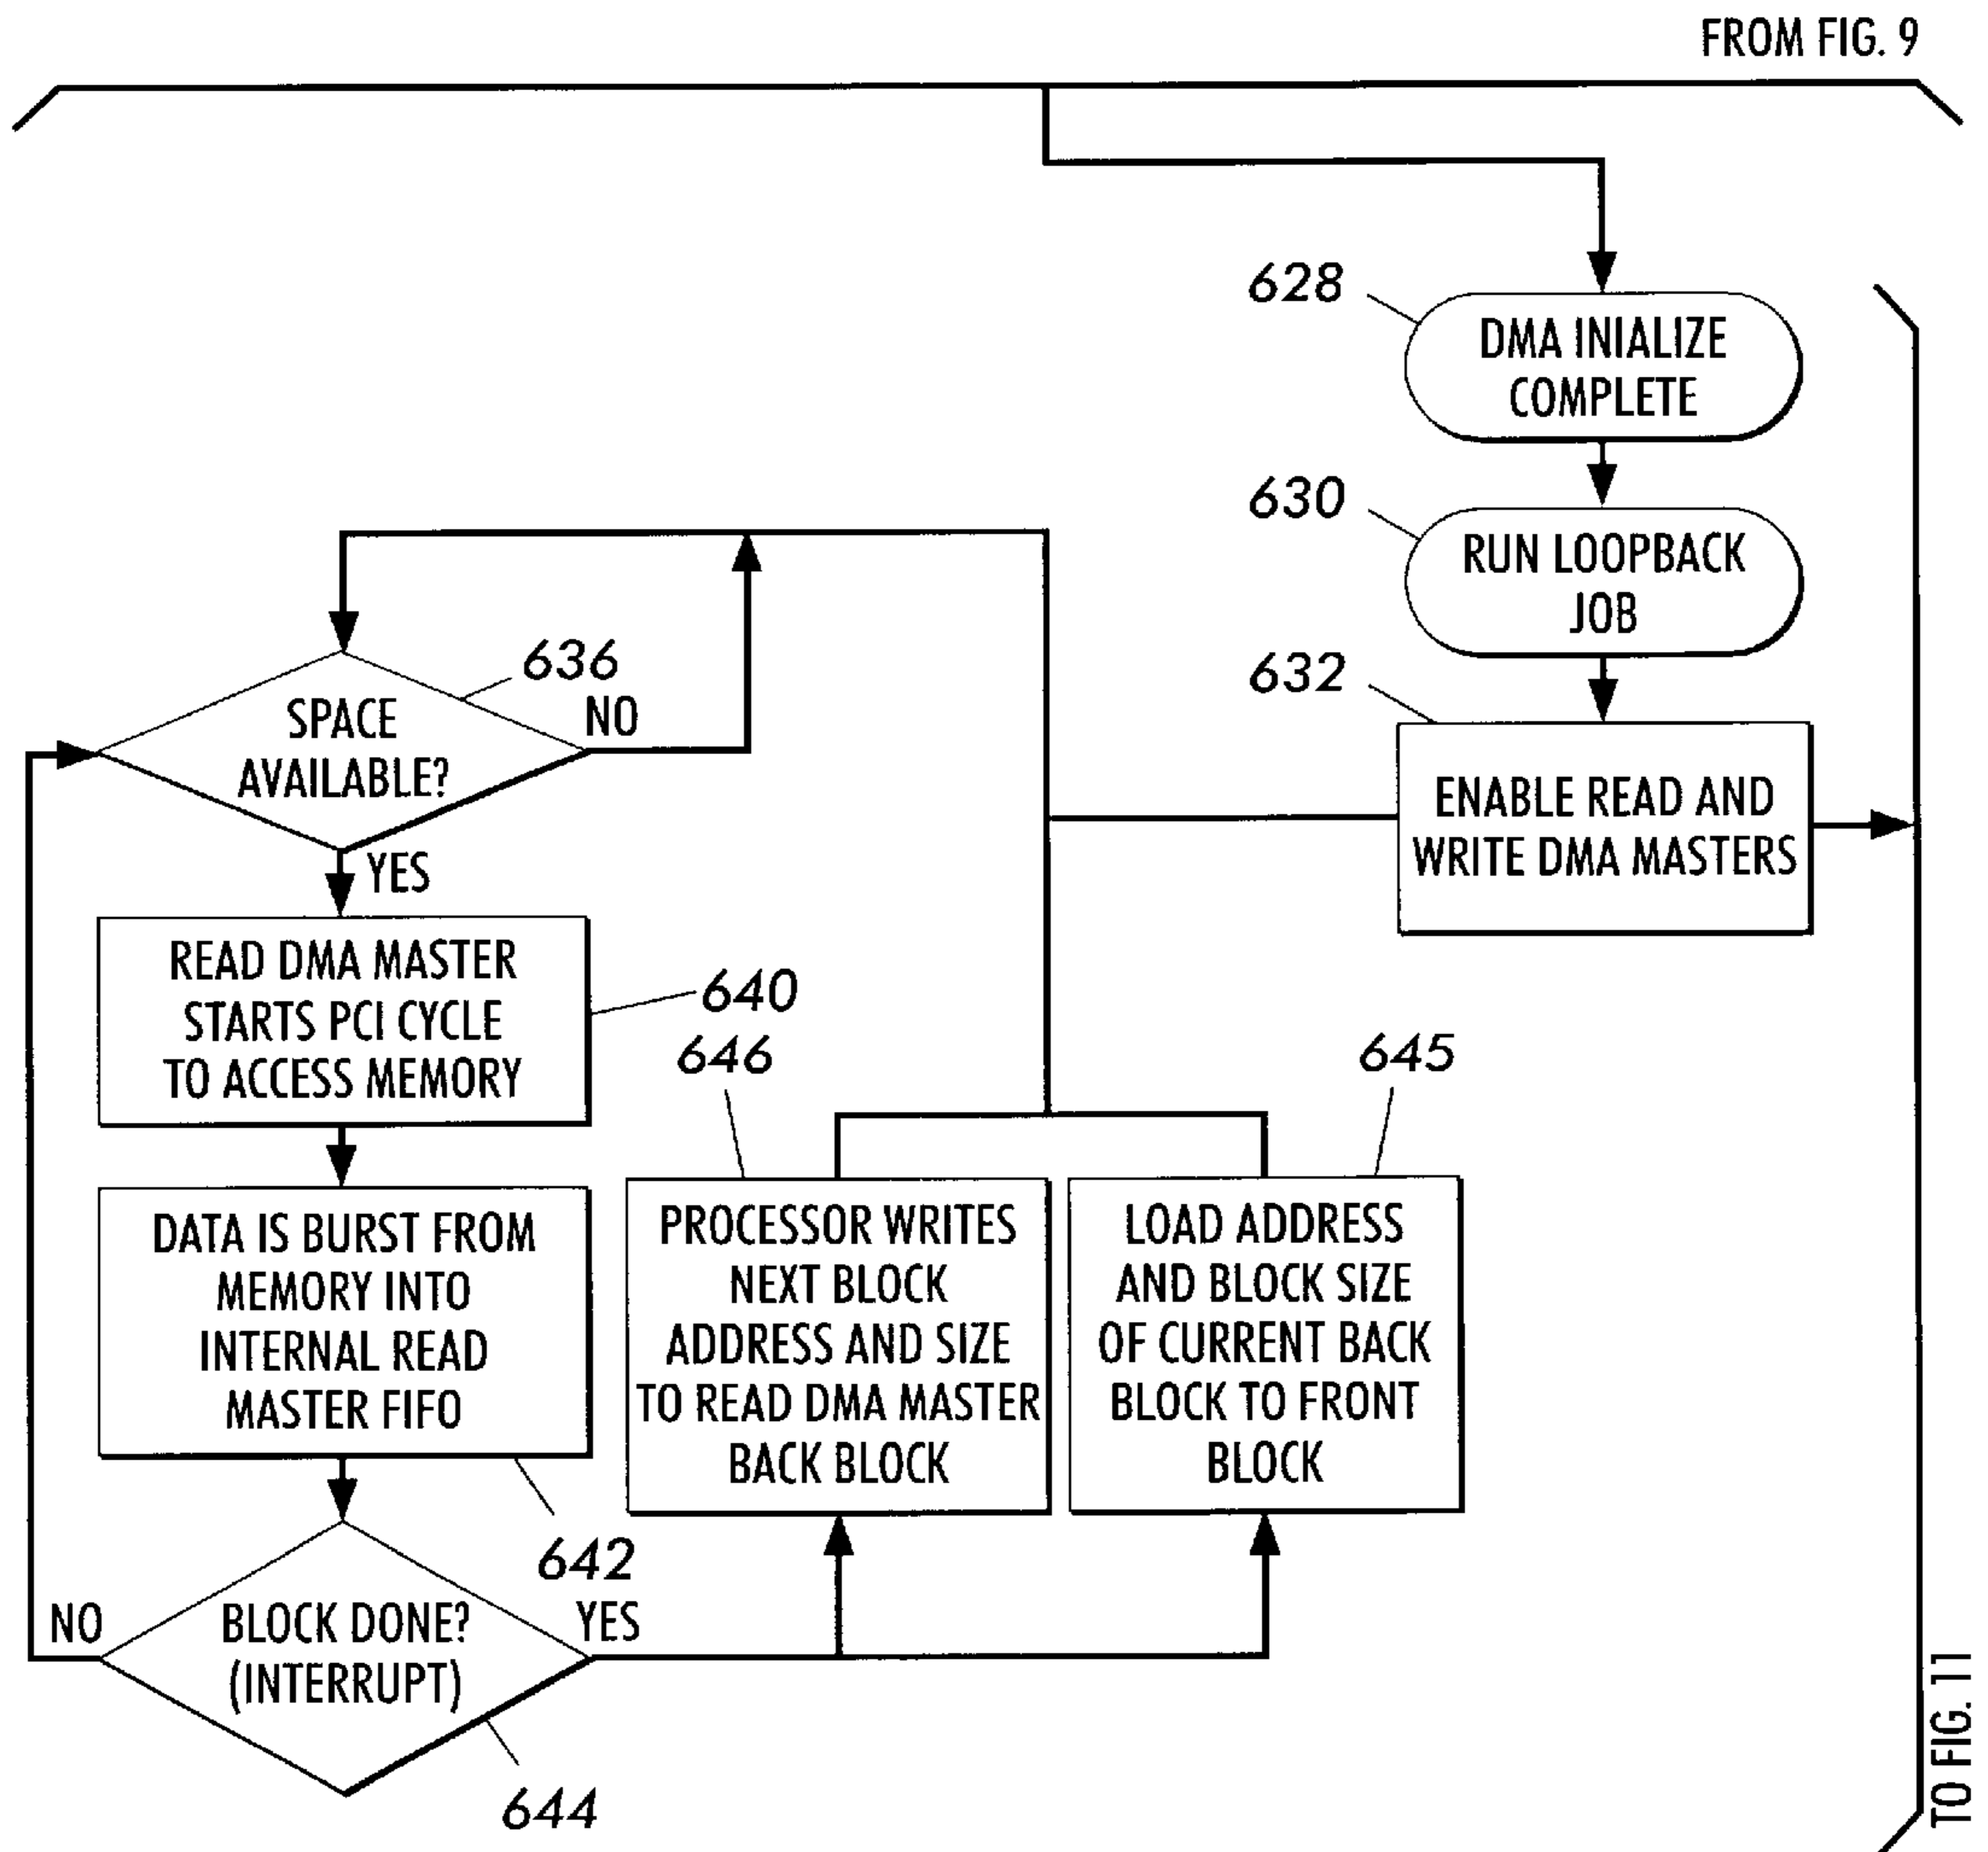 FROM FIG. 9
628
DMA INIALIZE
COMPLETE
630
RUN LOOPBACK
JOB
632
ENABLE READ AND
WRITE DMA MASTERS
636
SPACE
AVAILABLE?
NO
YES
READ DMA MASTER
STARTS PCI CYCLE
TO ACCESS MEMORY
640
DATA IS BURST FROM
MEMORY INTO
INTERNAL READ
MASTER FIFO
642
BLOCK DONE?
(INTERRUPT)
NO
YES
644
646
PROCESSOR WRITES
NEXT BLOCK
ADDRESS AND SIZE
TO READ DMA MASTER
BACK BLOCK
645
LOAD ADDRESS
AND BLOCK SIZE
OF CURRENT BACK
BLOCK TO FRONT
BLOCK
TO FIG. 11